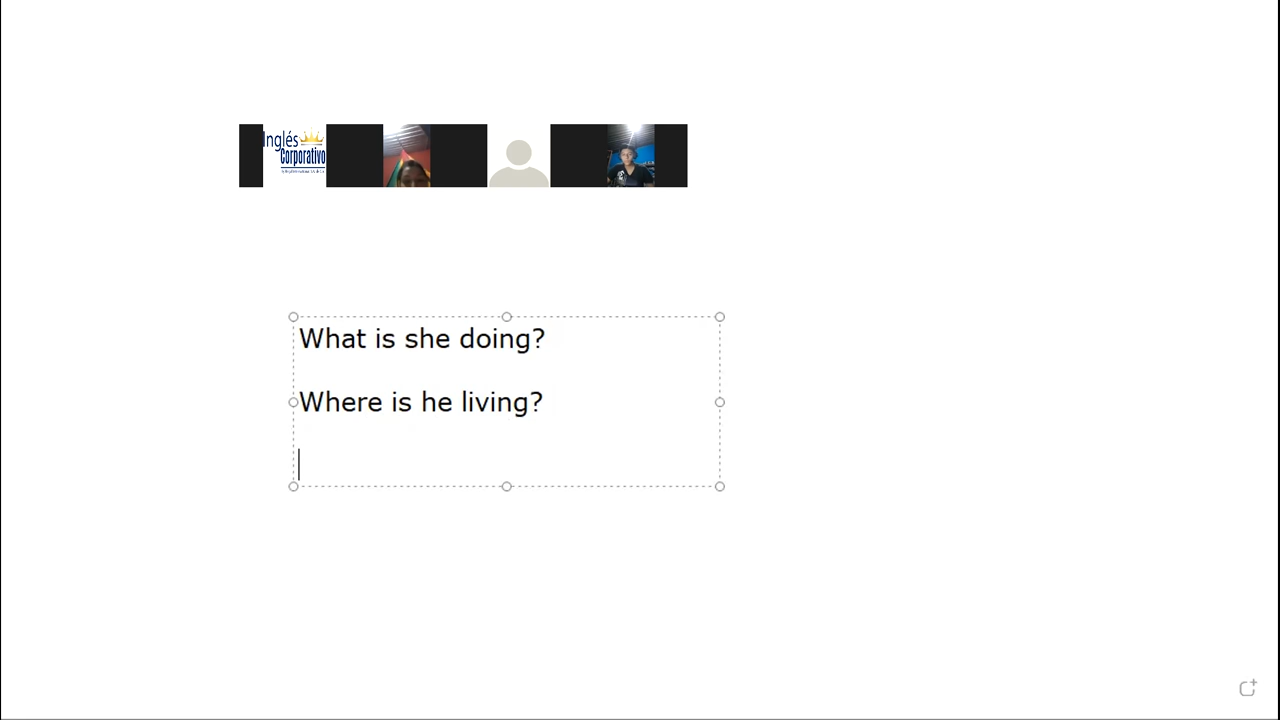 Inglés
Corporativo
What is she doing?
Where is he living?